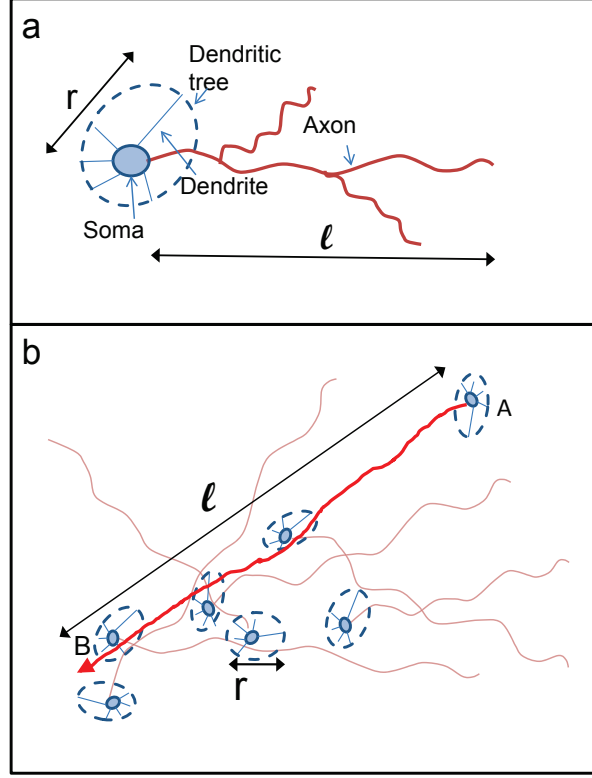 a
Dendritic
tree
r
Axon
Dendrite
Soma
ℓ
b
A
ℓ
B
r